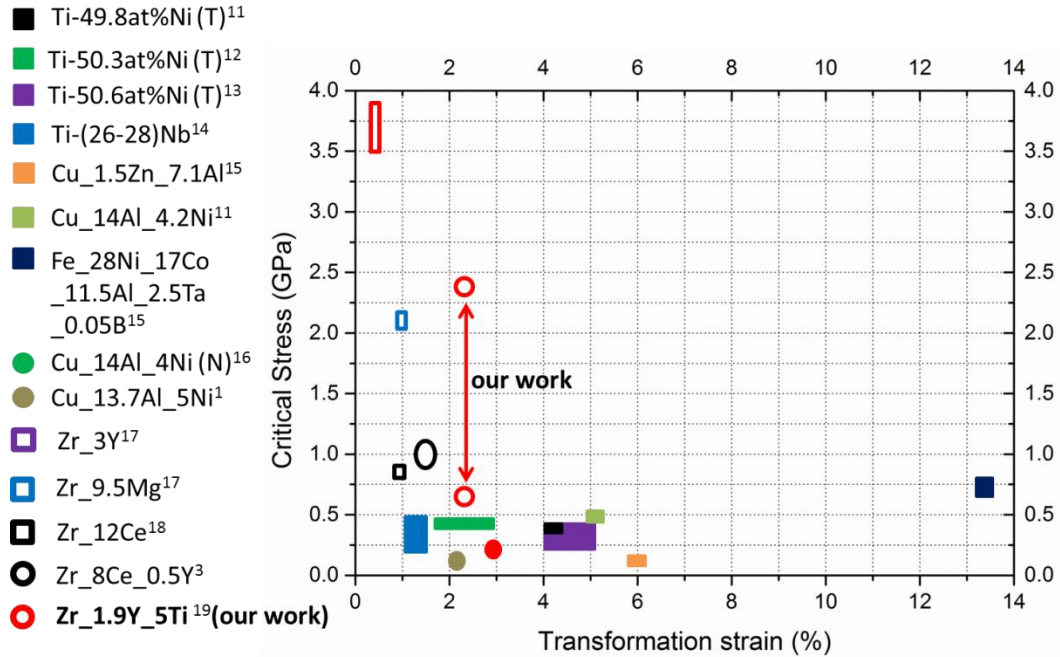 Ti-49.8at%Ni (T)11
Ti-50.3at%Ni (T)12
Ti-50.6at%Ni (T)13
Ti-(26-28)Nb14
Cu_1.5Zn_7.1Al15
Cu_14Al_4.2Ni11
Fe_28Ni_17Co
_11.5Al_2.5Ta
_0.05B15
Cu_14Al_4Ni (N)16
Cu_13.7Al_5Ni1
Zr_3Y17
Zr_9.5Mg17
Zr_12Ce18
Zr_8Ce_0.5Y3
Zr_1.9Y_5Ti 19(our work)
0 2 4 6 8 10 12 14
4.0 4.0
3.5 3.5
3.0 3.0
2.5 2.5
2.0 2.0
1.5 1.5
1.0 1.0
0.5 0.5
0.0 0.0
Critical Stress (GPa)
our work
0 2 4 6 8 10 12 14
Transformation strain (%)